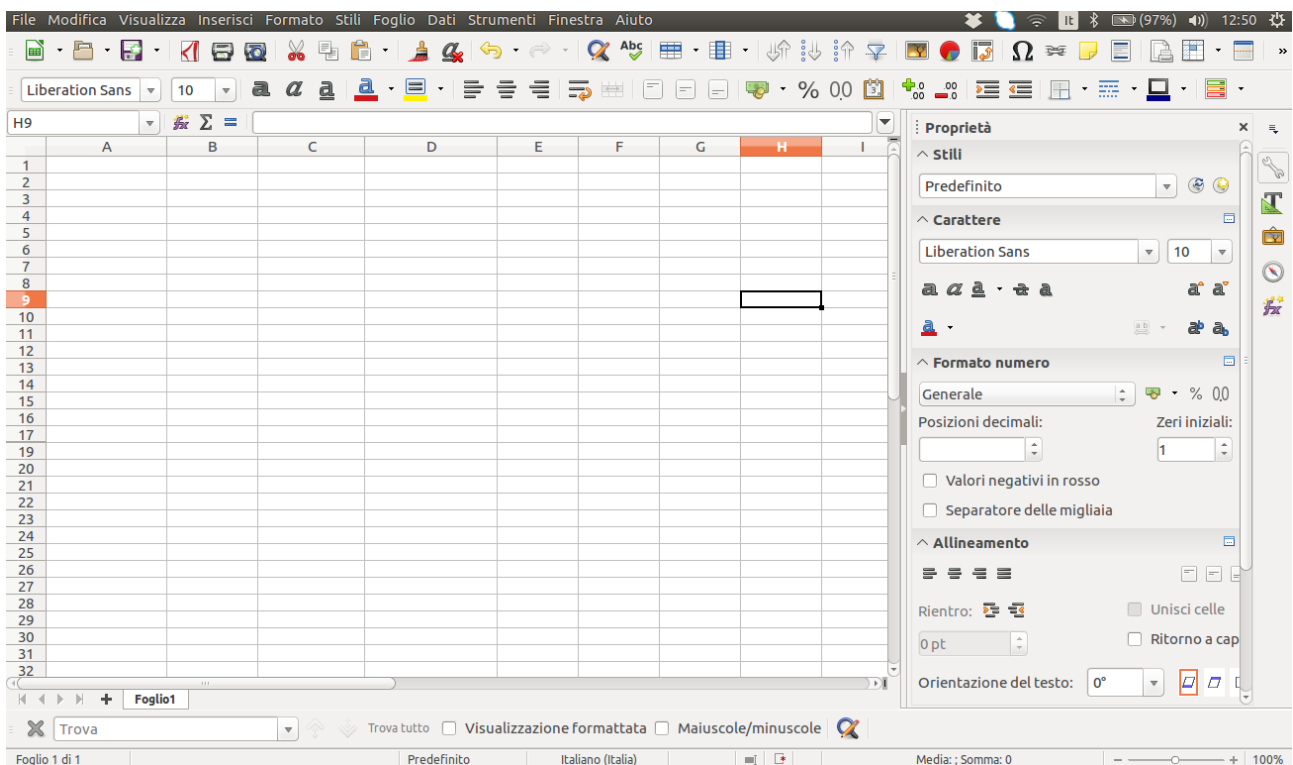 File Modifica Visualizza Inserisci Formato Stili Foglio Dati Strumenti Finestra Aiuto It (97%) 12:50
Abc Ω »
Liberation Sans 10 a a a a % 0.0
H9 fx Σ =
A B C D E F G H I
1
2
3
4
5
6
7
8
9
10
11
12
13
14
15
16
17
19
20
21
22
23
24
25
26
27
28
29
30
31
32
Foglio1
Trova Trova tutto Visualizzazione formattata Maiuscole/minuscole
Foglio 1 di 1 Predefinito Italiano (Italia) Media: ; Somma: 0 100%
Proprietà
Stili
Predefinito
Carattere
Liberation Sans 10
Formato numero
Generale % 0.0
Posizioni decimali: Zeri iniziali:
1
Valori negativi in rosso
Separatore delle migliaia
Allineamento
Rientro: Unisci celle
0 pt Ritorno a cap
Orientazione del testo: 0°